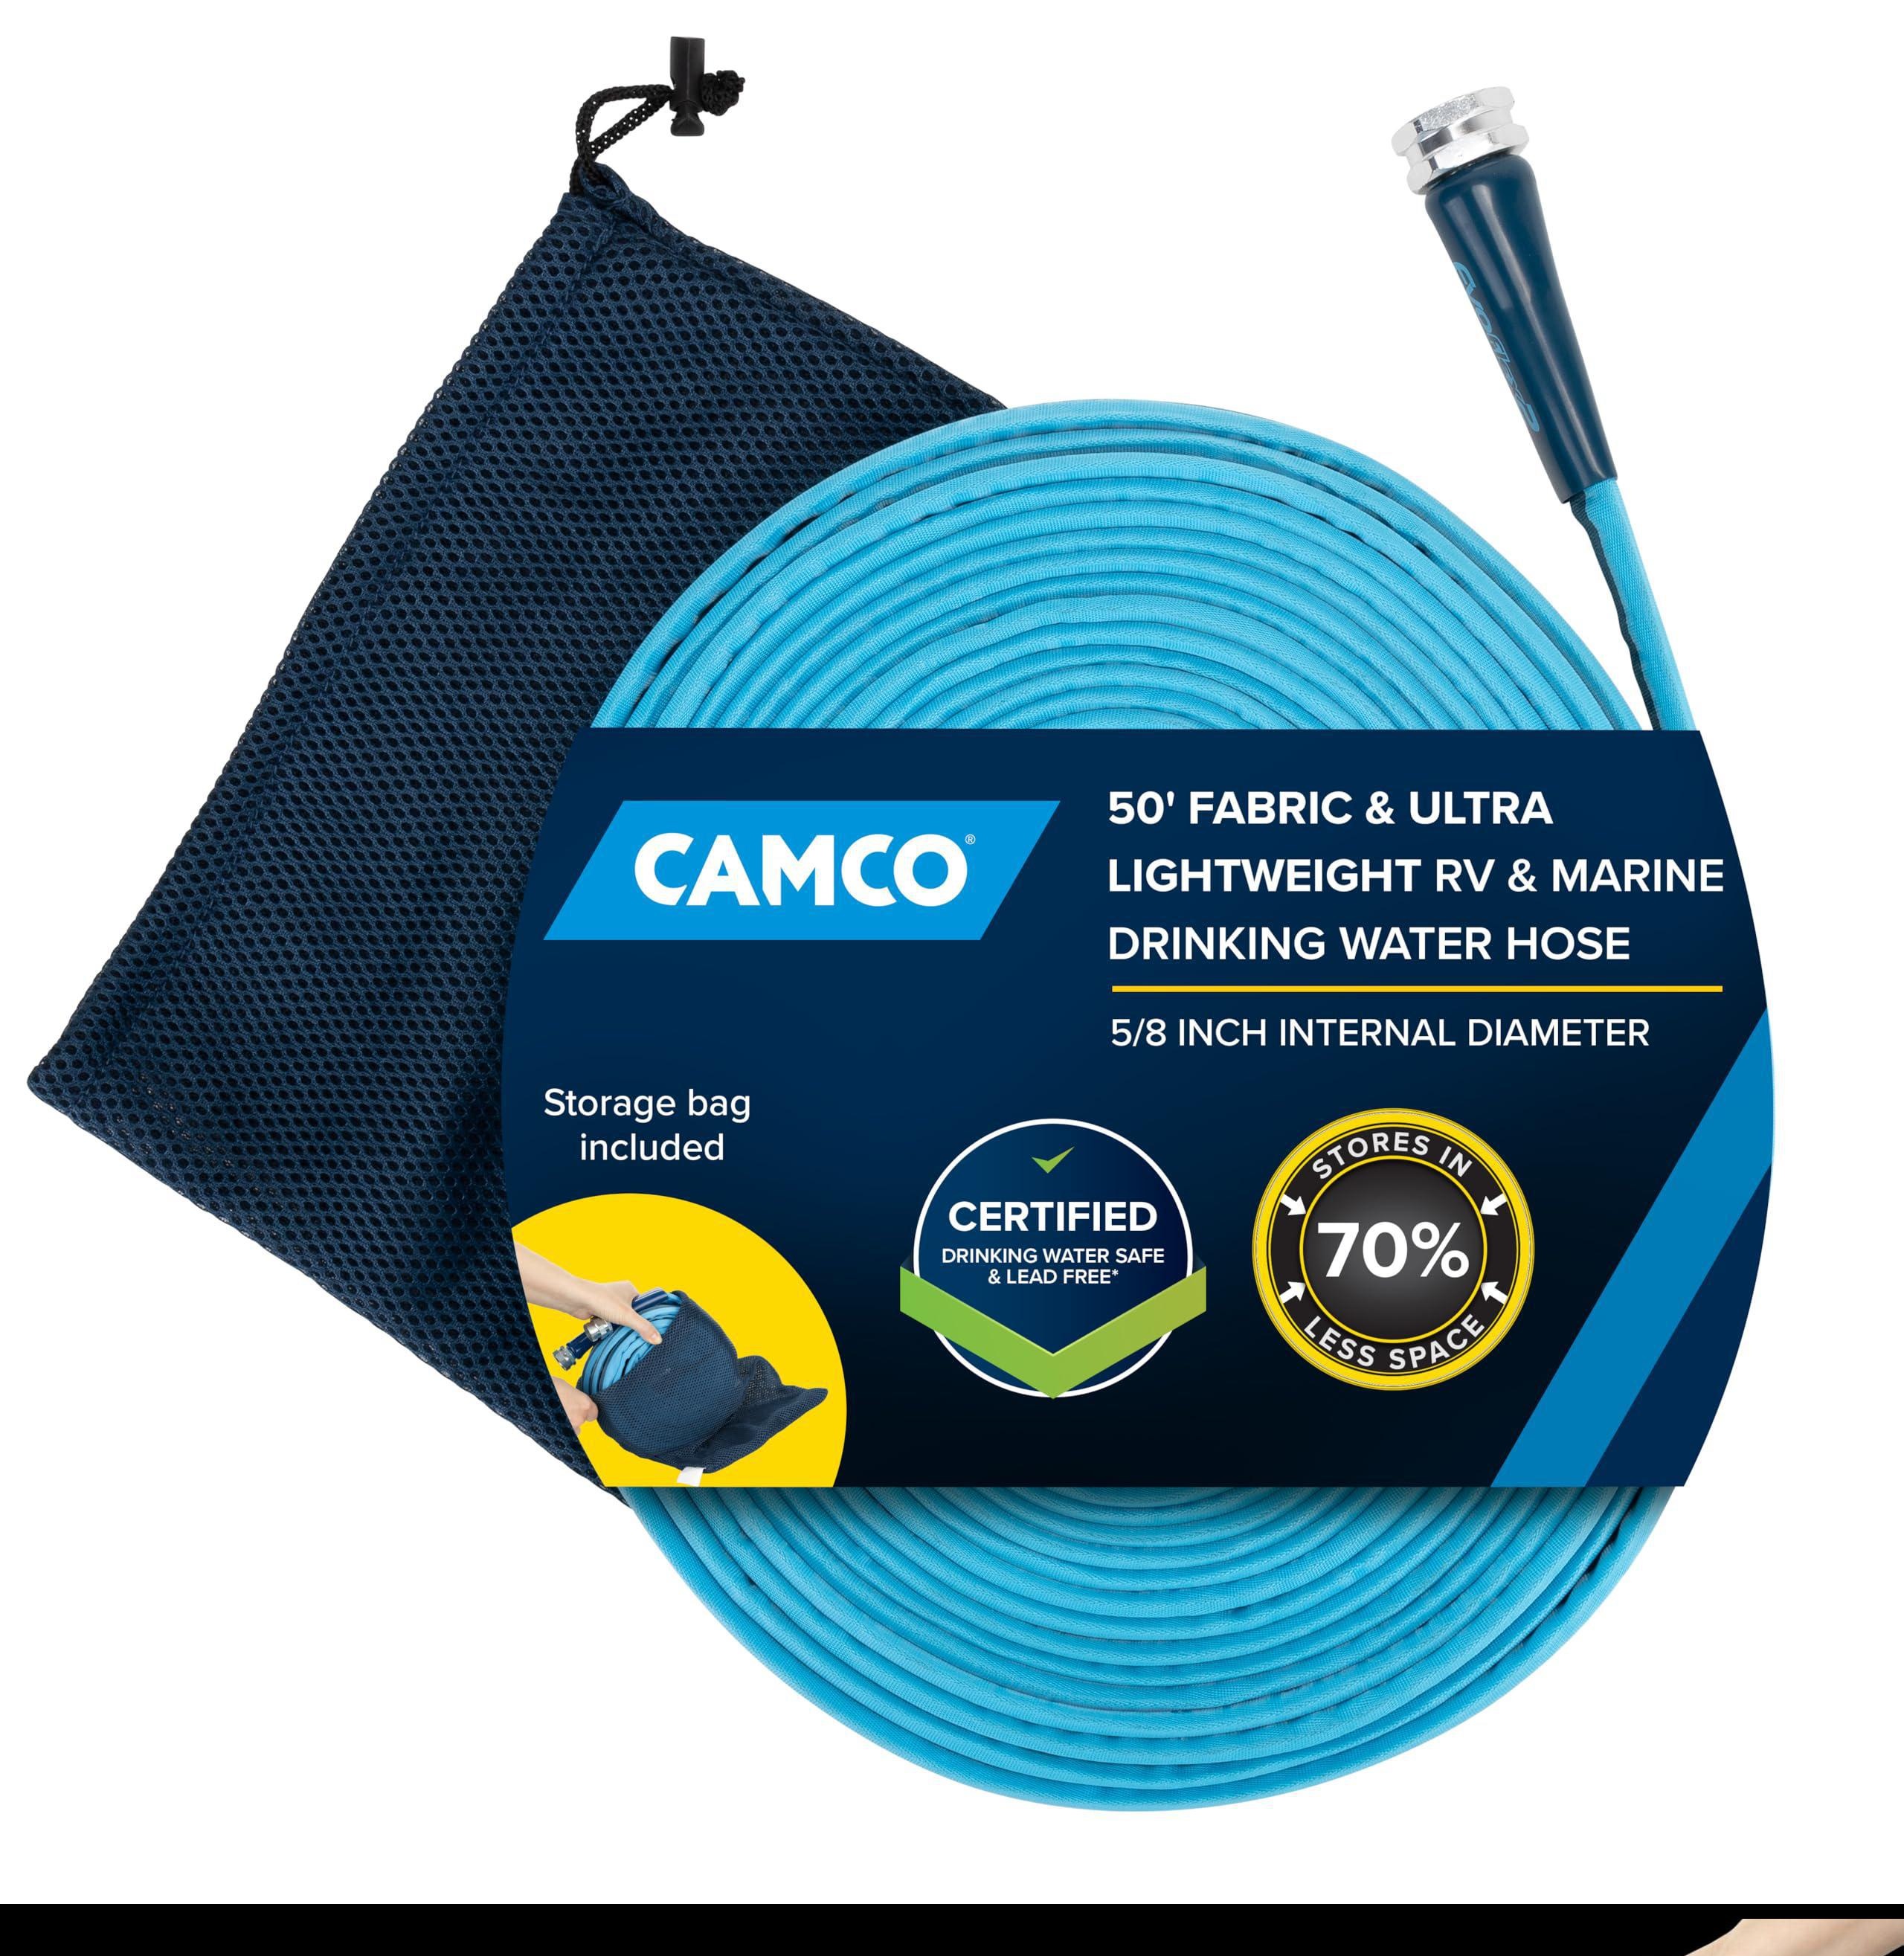 CAMCO®
50' FABRIC & ULTRA
LIGHTWEIGHT RV & MARINE
DRINKING WATER HOSE
5/8 INCH INTERNAL DIAMETER
Storage bag
included
CERTIFIED
DRINKING WATER SAFE
& LEAD FREE*
STORES IN
70%
LESS SPACE